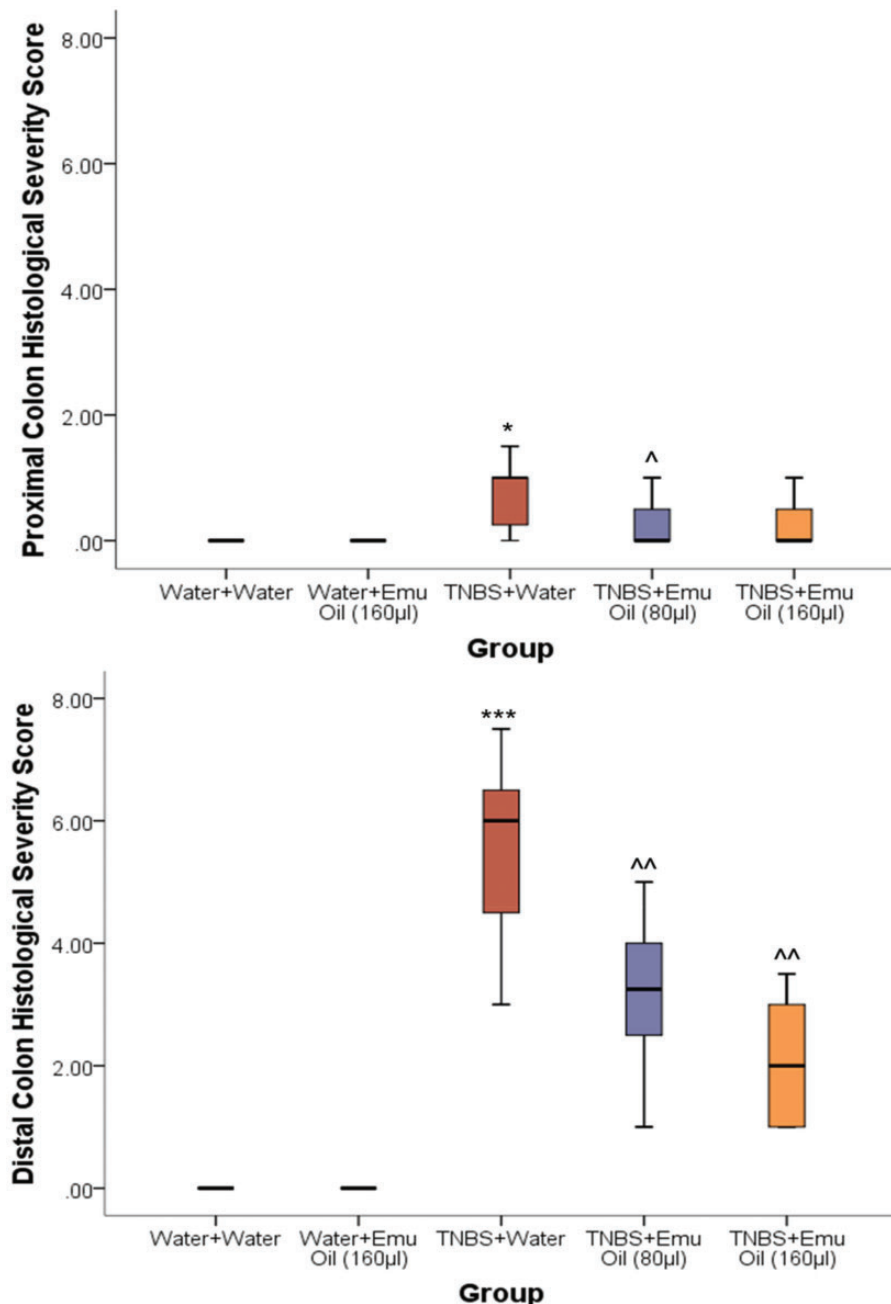 Proximal Colon Histological Severity Score
8.00
6.00
4.00
2.00
.00
*
^
Water+Water
Water+Emu
Oil (160µl)
TNBS+Water
TNBS+Emu
Oil (80µl)
TNBS+Emu
Oil (160µl)
Group
Distal Colon Histological Severity Score
8.00
6.00
4.00
2.00
.00
***
^^
^^
Water+Water
Water+Emu
Oil (160µl)
TNBS+Water
TNBS+Emu
Oil (80µl)
TNBS+Emu
Oil (160µl)
Group